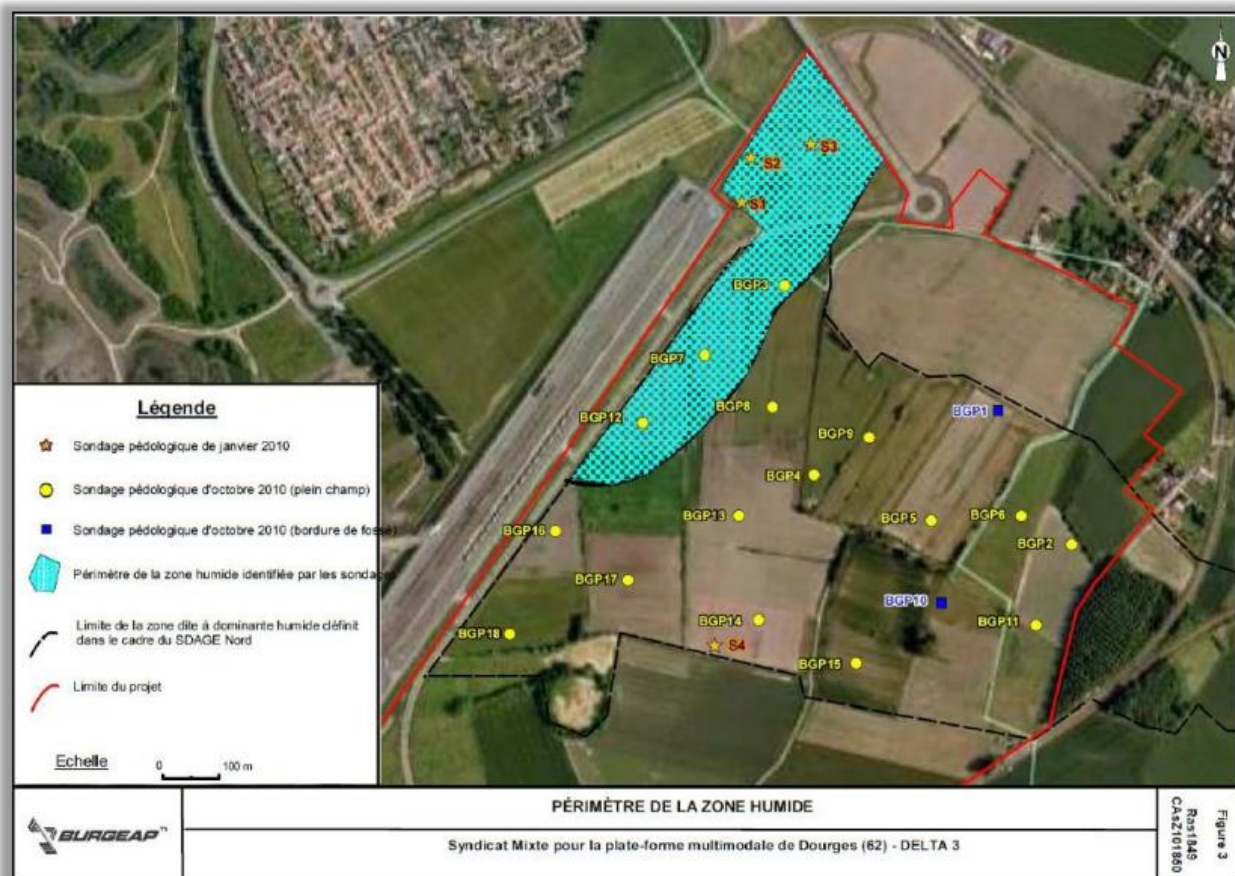 N
S3
S2
S1
BGP3
BGP7
BGP12
BGP8
BGP1
BGP9
BGP4
BGP13
BGP16
BGP5
BGP6
BGP2
BGP17
BGP10
BGP14
BGP11
BGP18
S4
BGP15
Légende
Sondage pédologique de janvier 2010
Sondage pédologique d'octobre 2010 (plein champ)
Sondage pédologique d'octobre 2010 (bordure de fossé)
Périmètre de la zone humide identifiée par les sondag
Limite de la zone dite à dominante humide définit
dans le cadre du SDAGE Nord
Limite du projet
Echelle
0 100 m
BURGEAP
PÉRIMÈTRE DE LA ZONE HUMIDE
Syndicat Mixte pour la plate-forme multimodale de Dourges (62) - DELTA 3
Figure 3
Ras1849
CAsZ101880